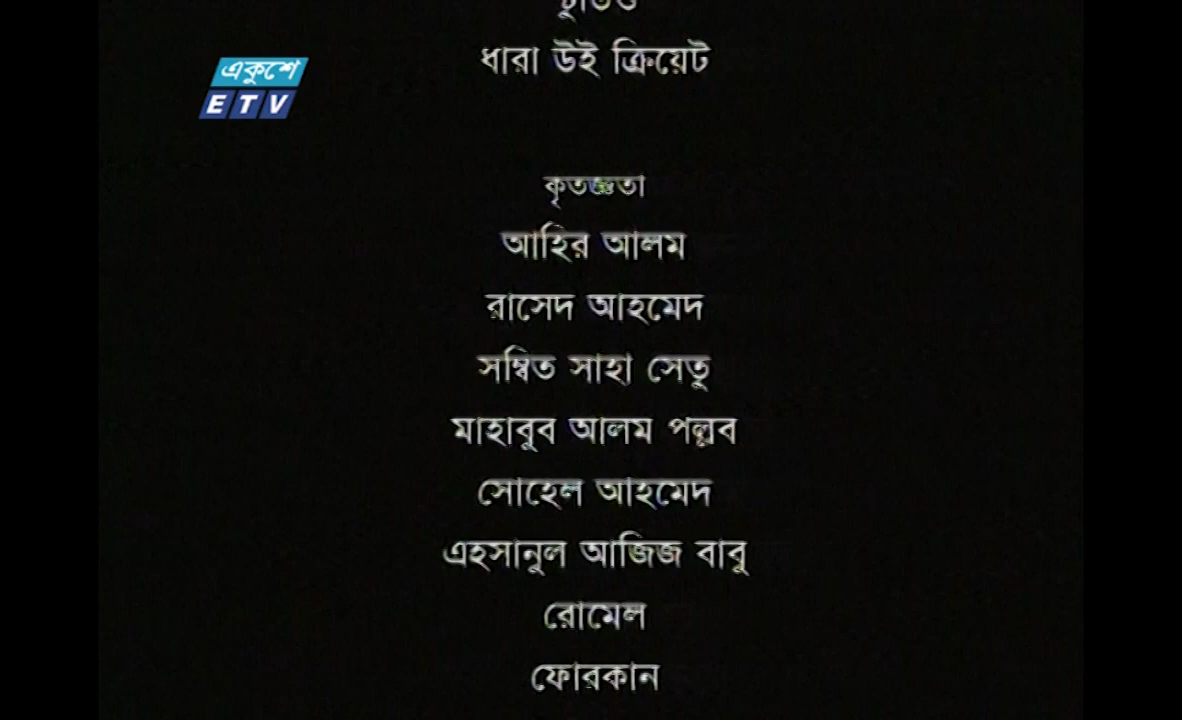 ধারা উই ক্রিয়েট
একুশে
ETV
কৃতজ্ঞতা
আহির আলম
রাসেদ আহমেদ
সম্বিত সাহা সেতু
মাহাবুব আলম পল্লব
সোহেল আহমেদ
এহসানুল আজিজ বাবু
রোমেল
ফোরকান